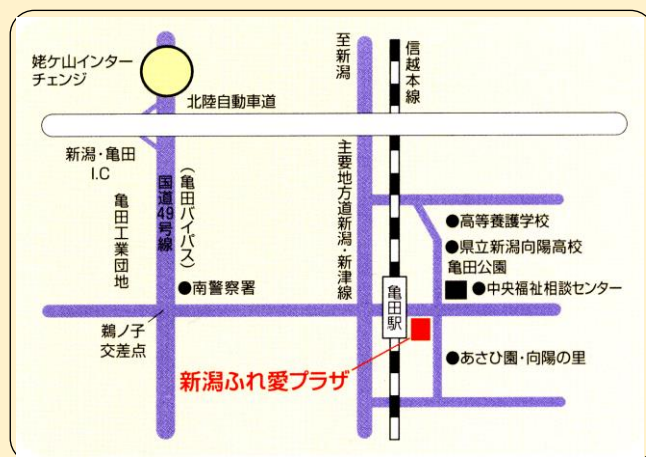 姥ケ山インター
チェンジ
北陸自動車道
至新潟
信越本線
新潟・亀田
I.C
亀田工業団地
国道49号線
(亀田バイパス)
主要地方道新潟・新津線
●高等養護学校
●県立新潟向陽高校
亀田公園
●中央福祉相談センター
●南警察署
亀田駅
鵜ノ子
交差点
新潟ふれ愛プラザ
●あさひ園・向陽の里